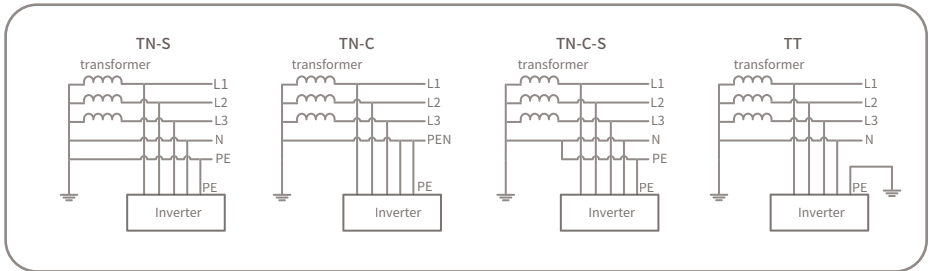 TN-S
transformer
L1
L2
L3
N
PE
PE
Inverter
TN-C
transformer
L1
L2
L3
PEN
PE
Inverter
TN-C-S
transformer
L1
L2
L3
N
PE
PE
Inverter
TT
transformer
L1
L2
L3
N
PE
Inverter